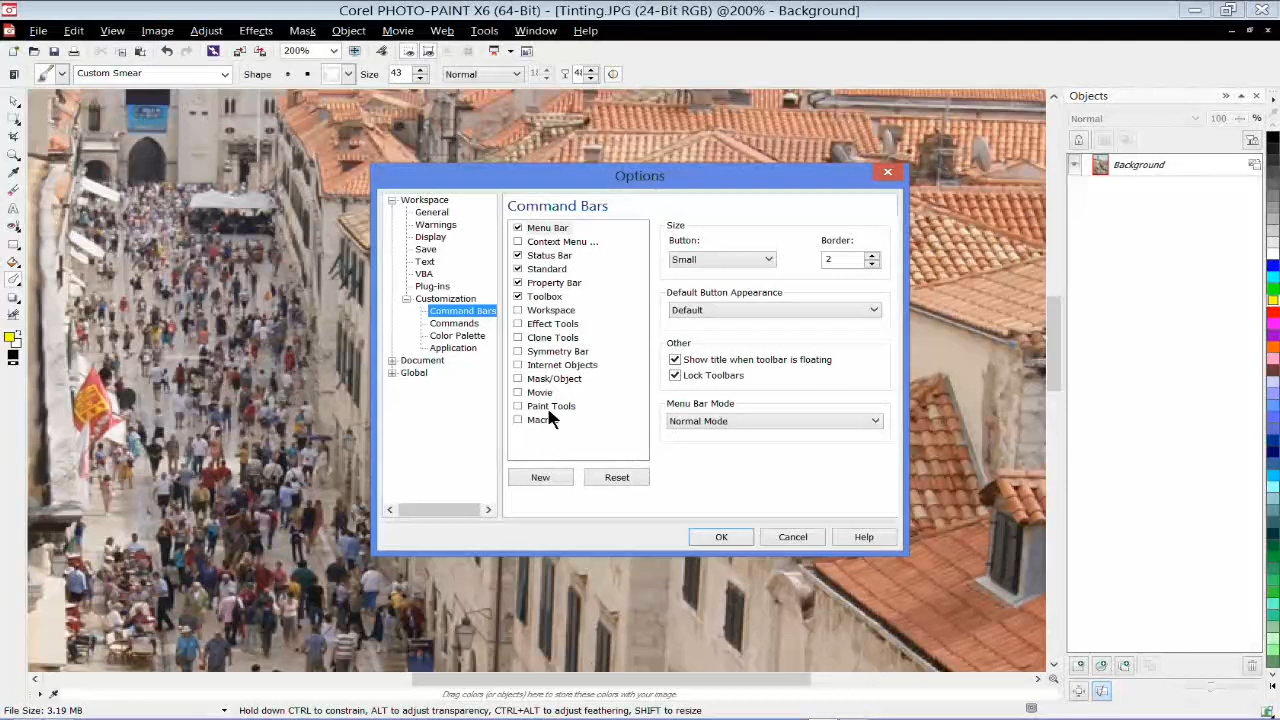 Corel PHOTO-PAINT X6 (64-Bit) - [Tinting.JPG (24-Bit RGB) @200% - Background]
File Edit View Image Adjust Effects Mask Object Movie Web Tools Window Help
200%
Custom Smear Shape Size 43 Normal
Objects
Normal 100 %
Background
Options
Workspace
General
Warnings
Display
Save
Text
VBA
Plug-ins
Customization
Command Bars
Commands
Color Palette
Application
Document
Global
Command Bars
Menu Bar
Context Menu ...
Status Bar
Standard
Property Bar
Toolbox
Workspace
Effect Tools
Clone Tools
Symmetry Bar
Internet Objects
Mask/Object
Movie
Paint Tools
New Reset
Size
Button: Border:
Small 2
Default Button Appearance
Default
Other
Show title when toolbar is floating
Lock Toolbars
Menu Bar Mode
Normal Mode
OK Cancel Help
Drag colors (or objects) here to store these colors with your image.
File Size: 3.19 MB Hold down CTRL to constrain, ALT to adjust transparency, CTRL+ALT to adjust feathering, SHIFT to resize